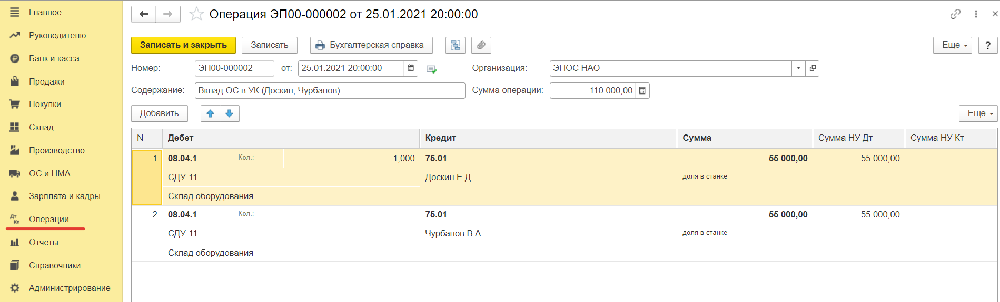 Главное
Руководителю
Банк и касса
Продажи
Покупки
Склад
Производство
ОС и НМА
Зарплата и кадры
Дт Кт Операции
Отчеты
Справочники
Администрирование
Операция ЭП00-000002 от 25.01.2021 20:00:00
Записать и закрыть Записать Бухгалтерская справка Еще ?
Номер: ЭП00-000002 от: 25.01.2021 20:00:00 Организация: ЭПОС НАО
Содержание: Вклад ОС в УК (Доскин, Чурбанов) Сумма операции: 110 000,00
Добавить Еще
N Дебет Кредит Сумма Сумма НУ Дт Сумма НУ Кт
1 08.04.1 Кол.: 1,000 75.01 55 000,00 55 000,00
СДУ-11 Доскин Е.Д. доля в станке
Склад оборудования
2 08.04.1 Кол.: 75.01 55 000,00 55 000,00
СДУ-11 Чурбанов В.А. доля в станке
Склад оборудования